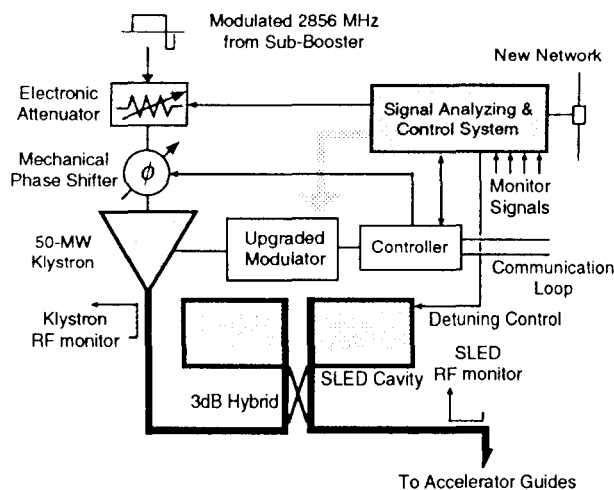 Modulated 2856 MHz
from Sub-Booster
New Network
Electronic
Attenuator
Signal Analyzing &
Control System
Mechanical
Phase Shifter
ϕ
Monitor
Signals
50-MW
Klystron
Upgraded
Modulator
Controller
Communication
Loop
Klystron
RF monitor
Detuning Control
SLED
RF monitor
3dB Hybrid
SLED Cavity
To Accelerator Guides